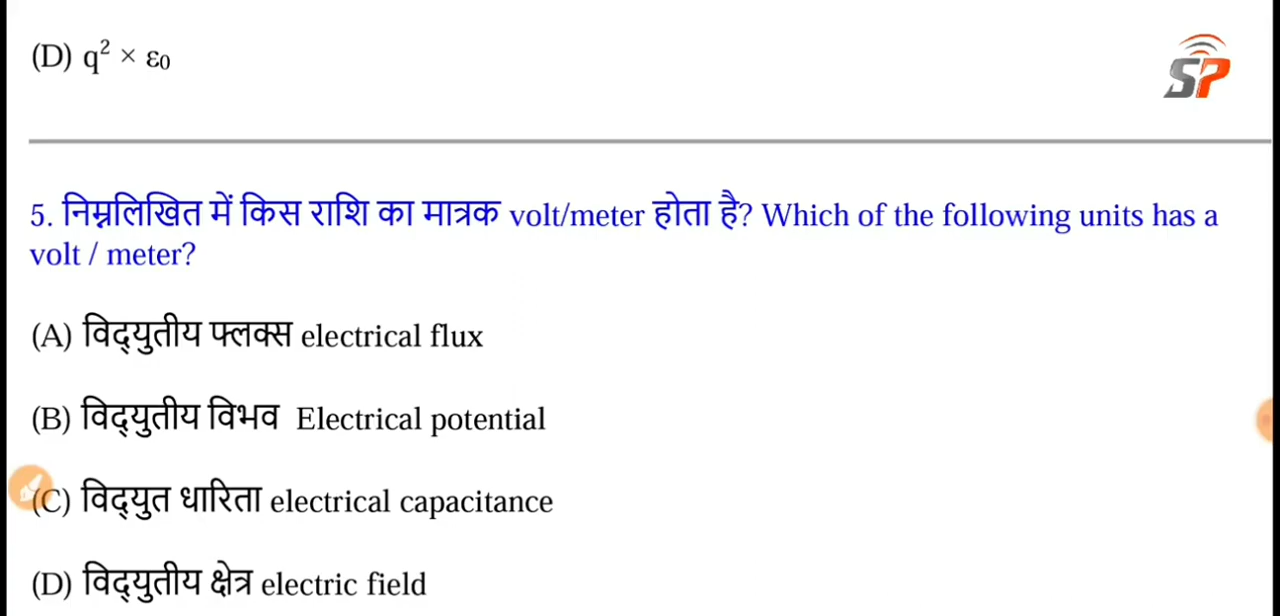 (D) q² × ε₀
SP
5. निम्नलिखित में किस राशि का मात्रक volt/meter होता है? Which of the following units has a
volt / meter?
(A) विद्युतीय फ्लक्स electrical flux
(B) विद्युतीय विभव Electrical potential
(C) विद्युत धारिता electrical capacitance
(D) विद्युतीय क्षेत्र electric field